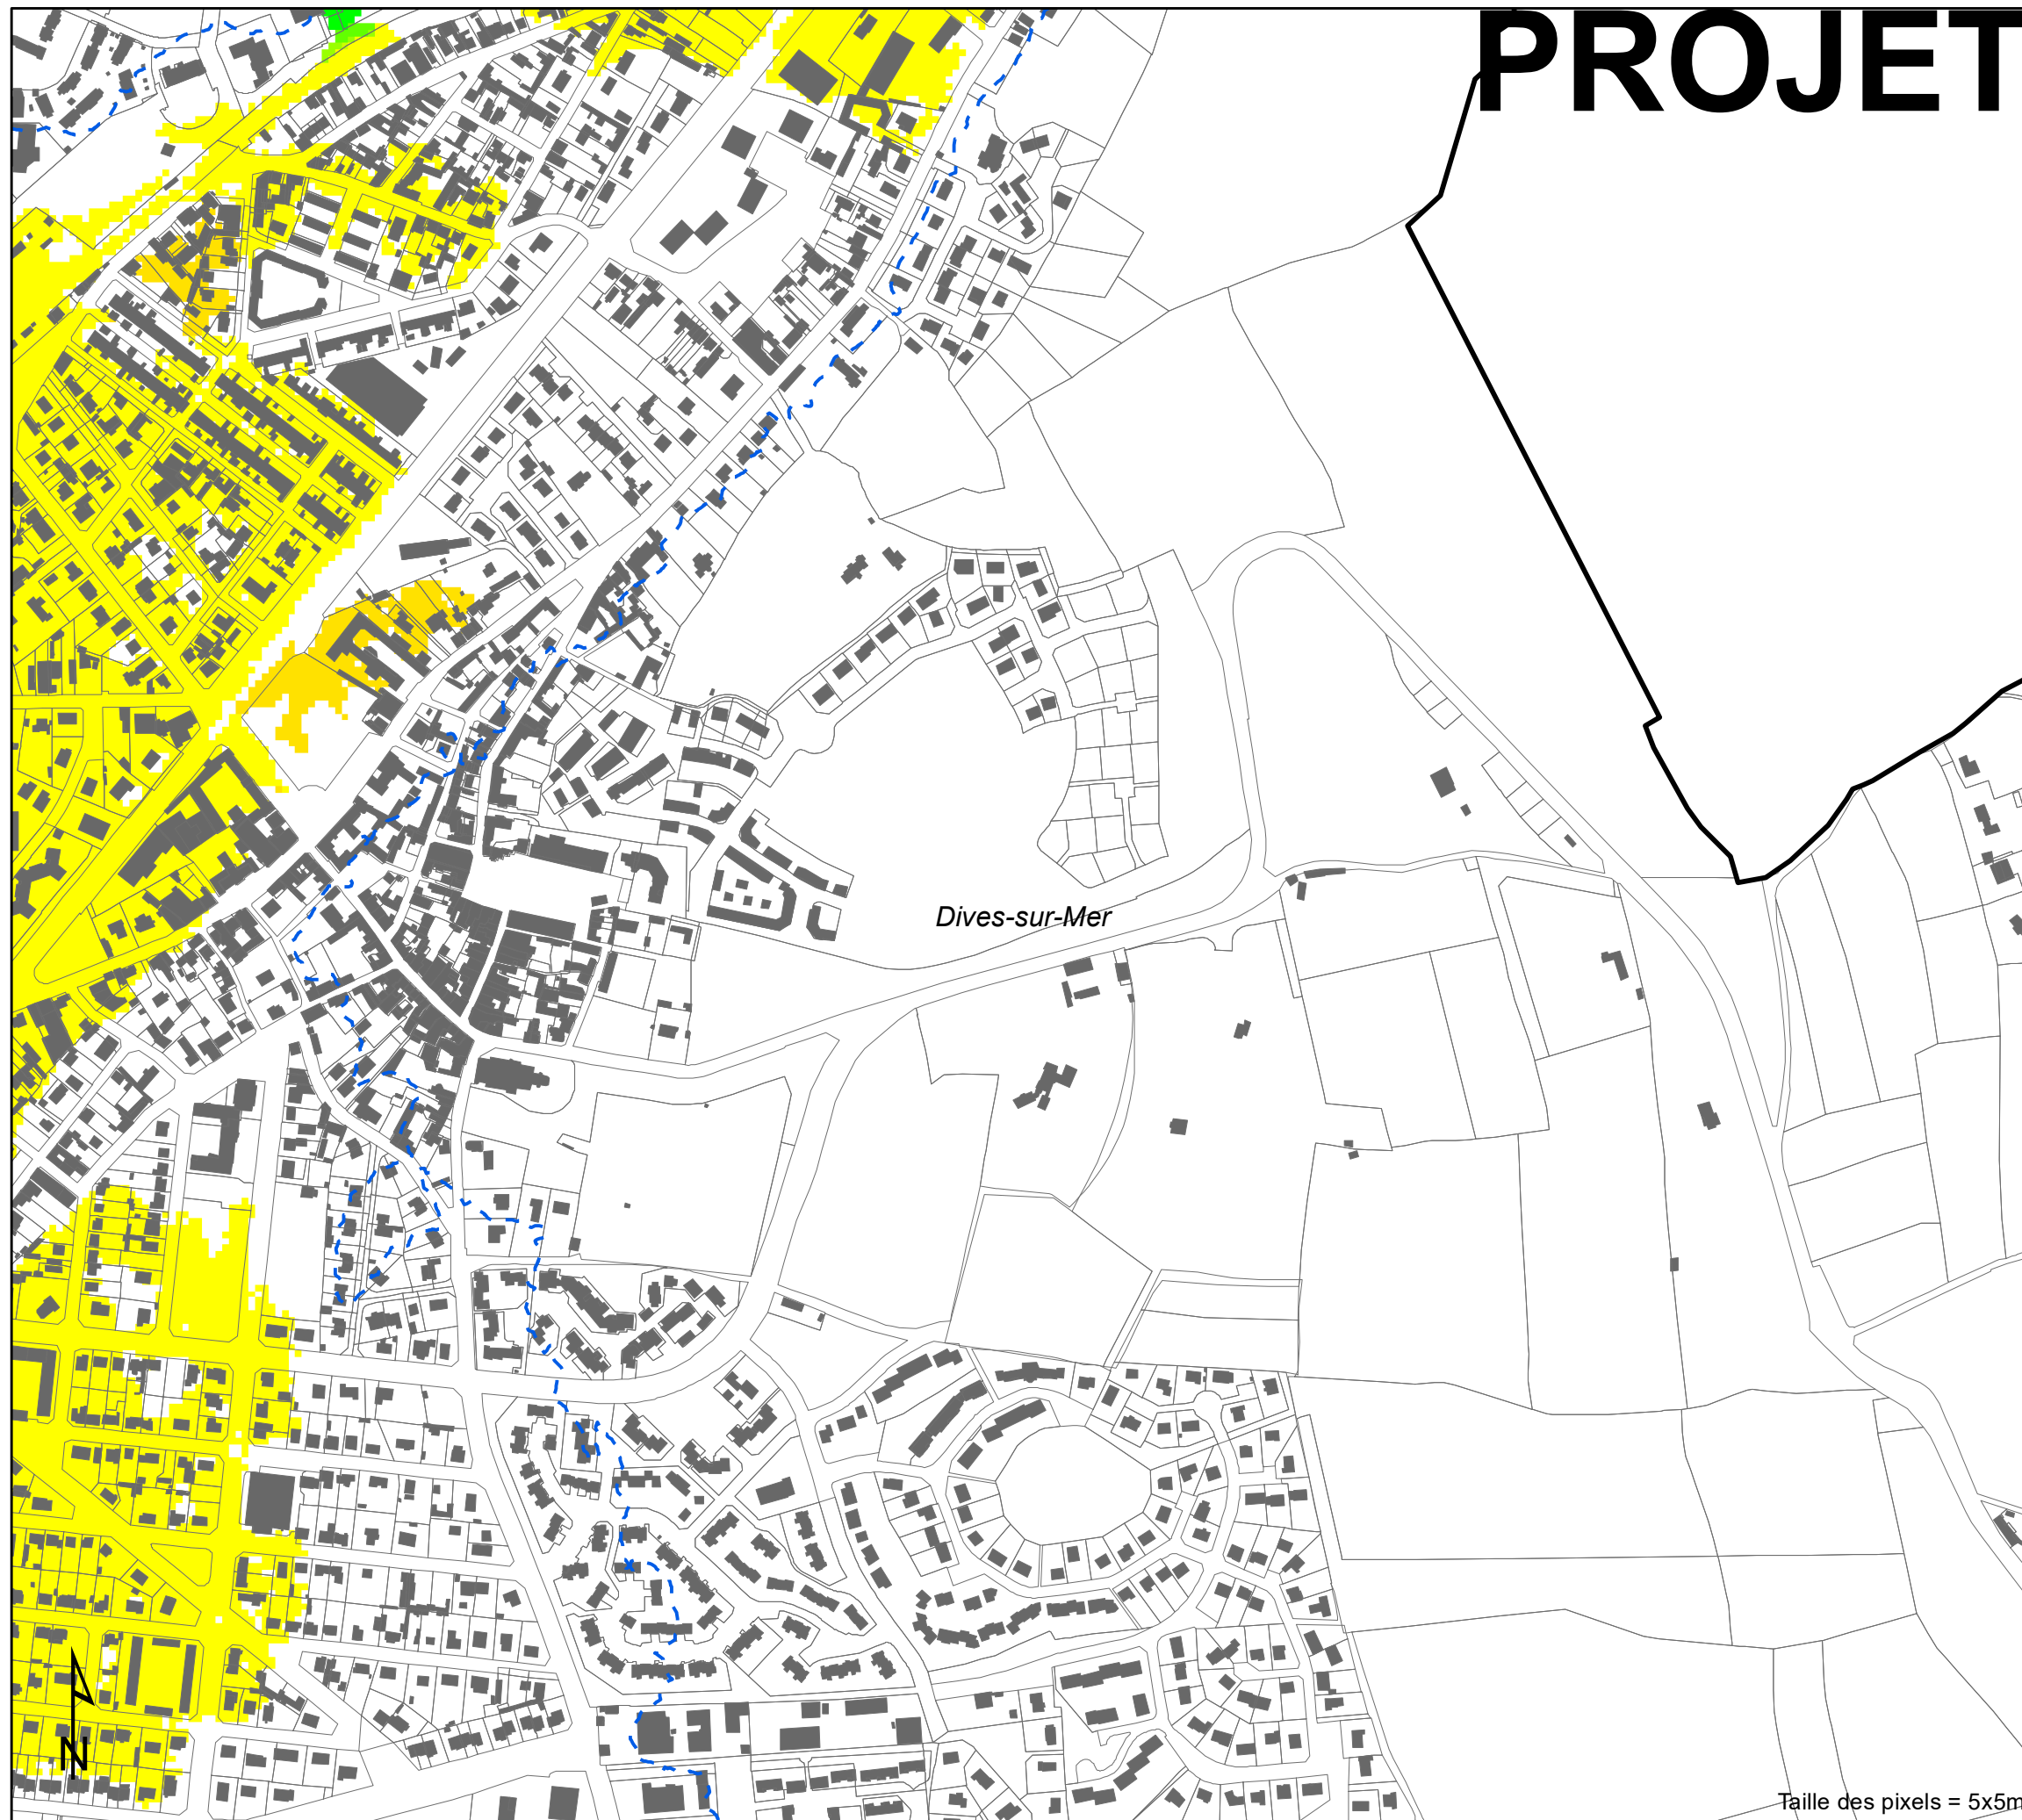 PROJET
Dives-sur-Mer
N
Taille des pixels = 5x5m